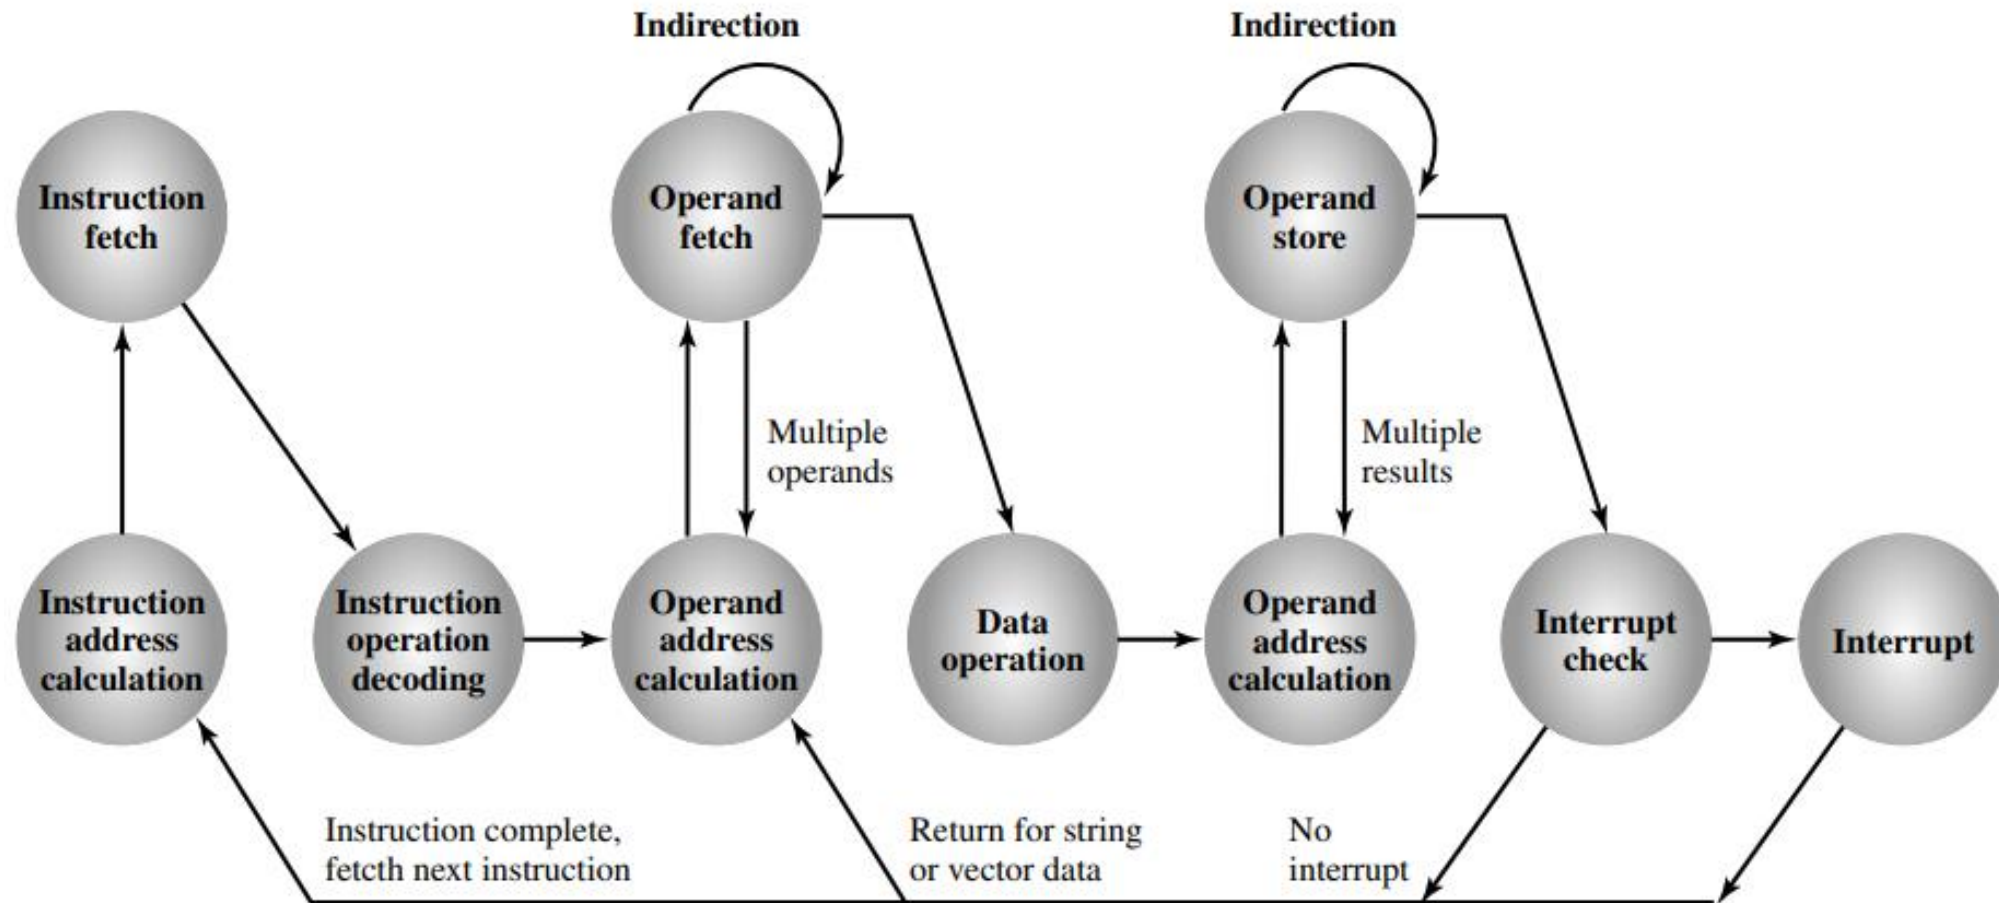 Indirection
Indirection
Instruction
fetch
Operand
fetch
Operand
store
Multiple
operands
Multiple
results
Instruction
address
calculation
Instruction
operation
decoding
Operand
address
calculation
Data
operation
Operand
address
calculation
Interrupt
check
Interrupt
Instruction complete,
fetcth next instruction
Return for string
or vector data
No
interrupt